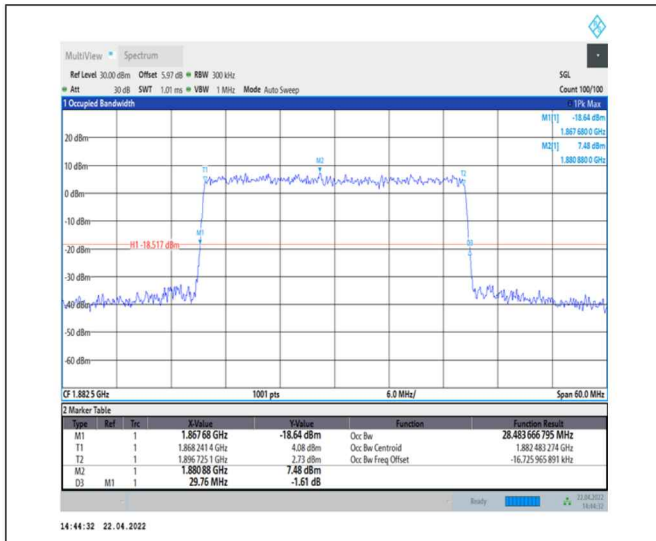 MultiView Spectrum
Ref Level 30.00 dBm Offset 5.97 dB RBW 300 kHz SGL
Att 30 dB SWT 1.01 ms VBW 1 MHz Mode Auto Sweep Count 100/100
1 Occupied Bandwidth 1Pk Max
M1[1] -18.64 dBm
1.867 680 0 GHz
M2[1] 7.48 dBm
1.880 880 0 GHz
20 dBm
10 dBm
T1 M2 T2
0 dBm
-10 dBm
M1
H1 -18.517 dBm
D3
-20 dBm
-30 dBm
-40 dBm
-50 dBm
-60 dBm
CF 1.882 5 GHz 1001 pts 6.0 MHz/ Span 60.0 MHz
2 Marker Table
Type Ref Trc X-Value Y-Value Function Function Result
M1 1 1.867 68 GHz -18.64 dBm Occ Bw 28.483 666 795 MHz
T1 1 1.868 241 4 GHz 4.08 dBm Occ Bw Centroid 1.882 483 274 GHz
T2 1 1.896 725 1 GHz 2.73 dBm Occ Bw Freq Offset -16.725 965 891 kHz
M2 1 1.880 88 GHz 7.48 dBm
D3 M1 1 29.76 MHz -1.61 dB
Ready 22.04.2022
14:44:32
14:44:32 22.04.2022